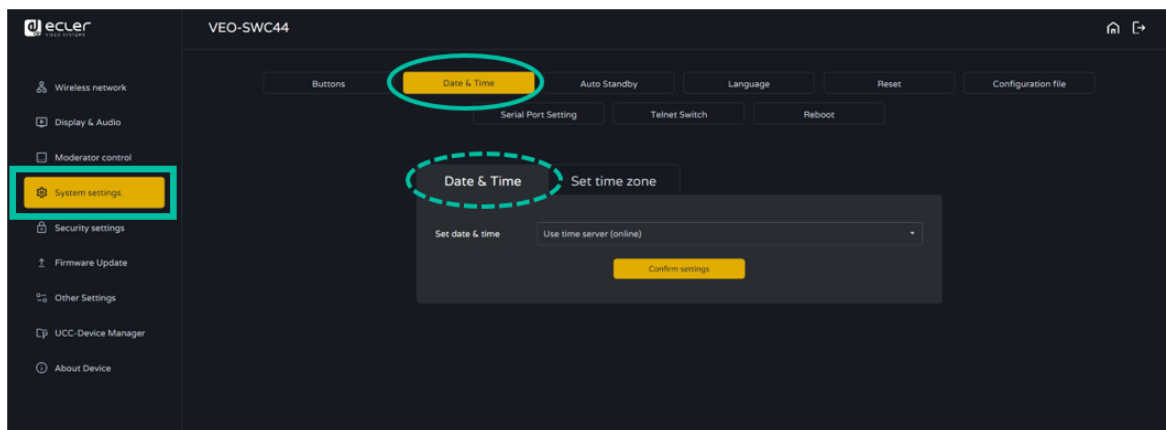 ecler
VIDEO SYSTEMS
VEO-SWC44
Wireless network
Display & Audio
Moderator control
System settings
Security settings
Firmware Update
Other Settings
UCC-Device Manager
About Device
Buttons
Date & Time
Auto Standby
Language
Reset
Configuration file
Serial Port Setting
Telnet Switch
Reboot
Date & Time
Set time zone
Set date & time
Use time server (online)
Confirm settings